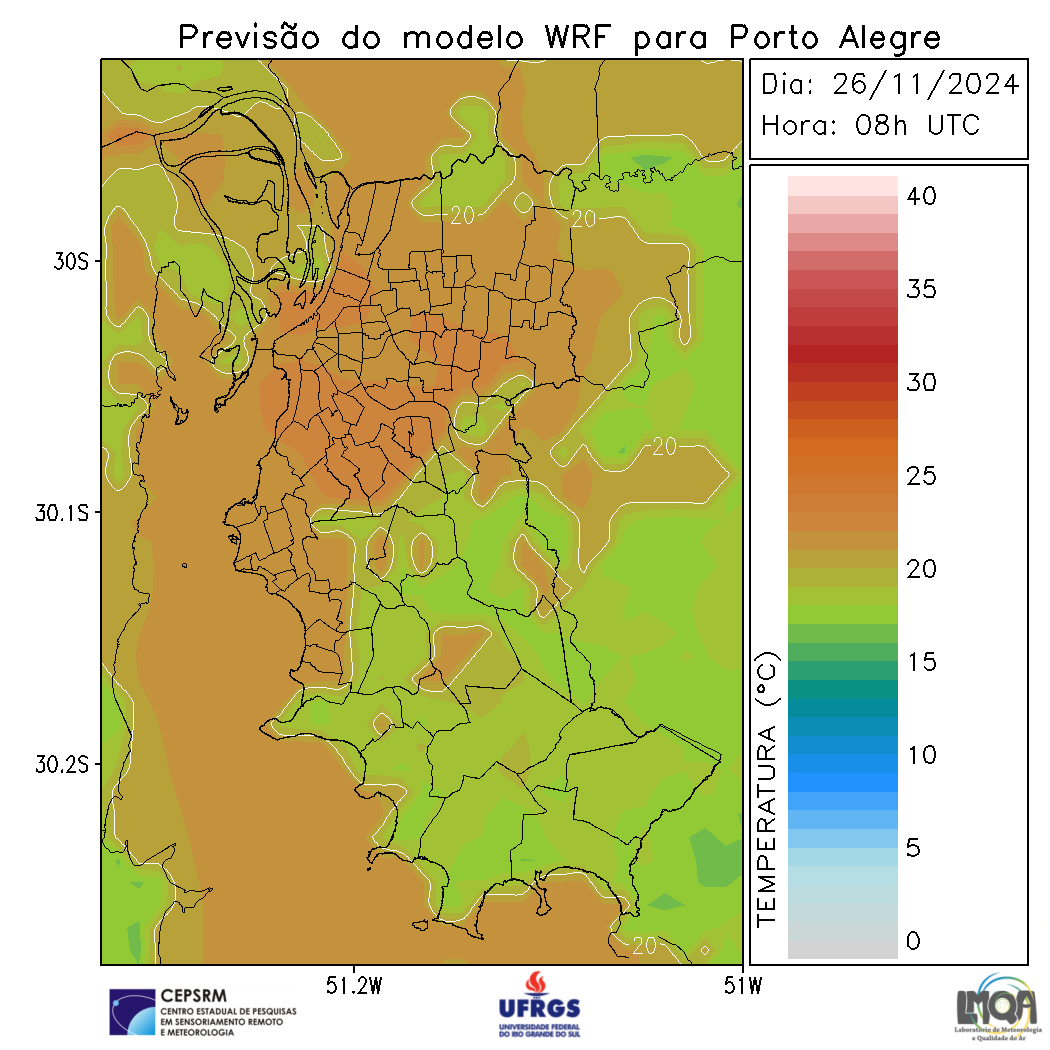 Previsão do modelo WRF para Porto Alegre
Dia: 26/11/2024
Hora: 08h UTC
30S
30.1S
30.2S
51.2W
51W
20
20
20
20
TEMPERATURA (°C)
40
35
30
25
20
15
10
5
0
CEPSRM
CENTRO ESTADUAL DE PESQUISAS
EM SENSORIAMENTO REMOTO
E METEOROLOGIA
UFRGS
UNIVERSIDADE FEDERAL
DO RIO GRANDE DO SUL
LMQA
Laboratório de Meteorologia
e Qualidade do Ar